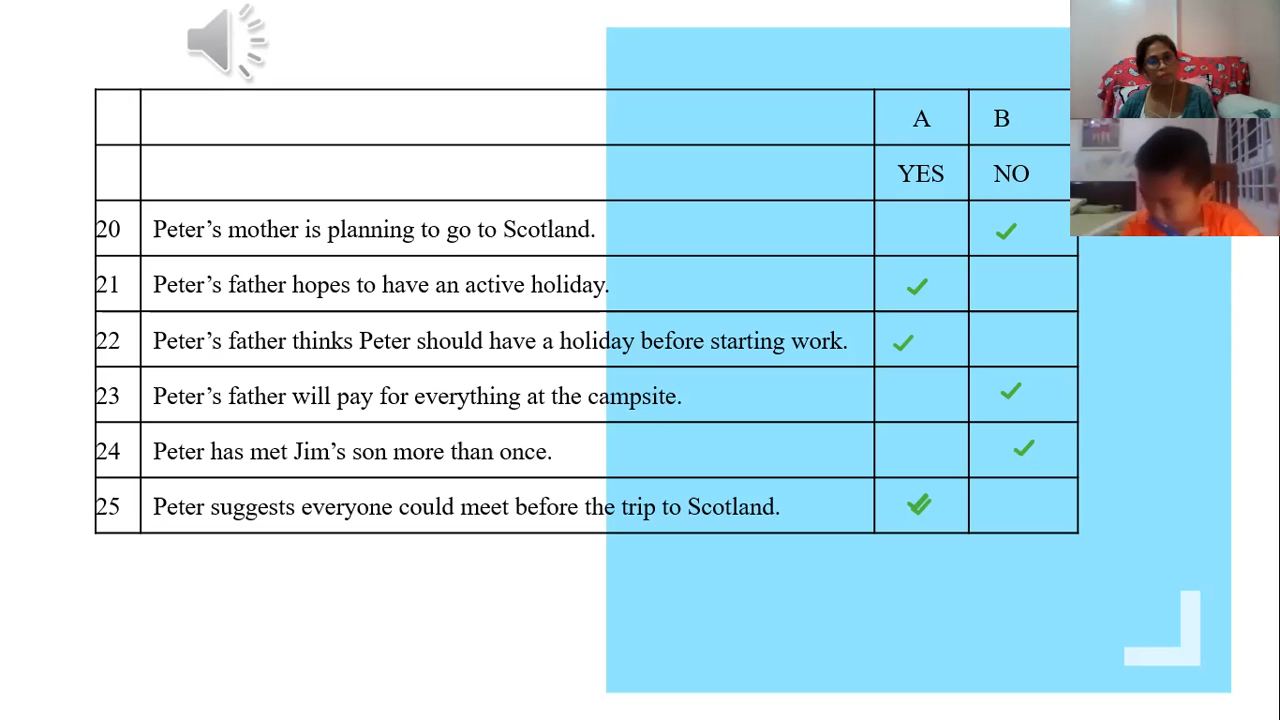 A B
YES NO
20 Peter's mother is planning to go to Scotland.
21 Peter's father hopes to have an active holiday.
22 Peter's father thinks Peter should have a holiday before starting work.
23 Peter's father will pay for everything at the campsite.
24 Peter has met Jim's son more than once.
25 Peter suggests everyone could meet before the trip to Scotland.